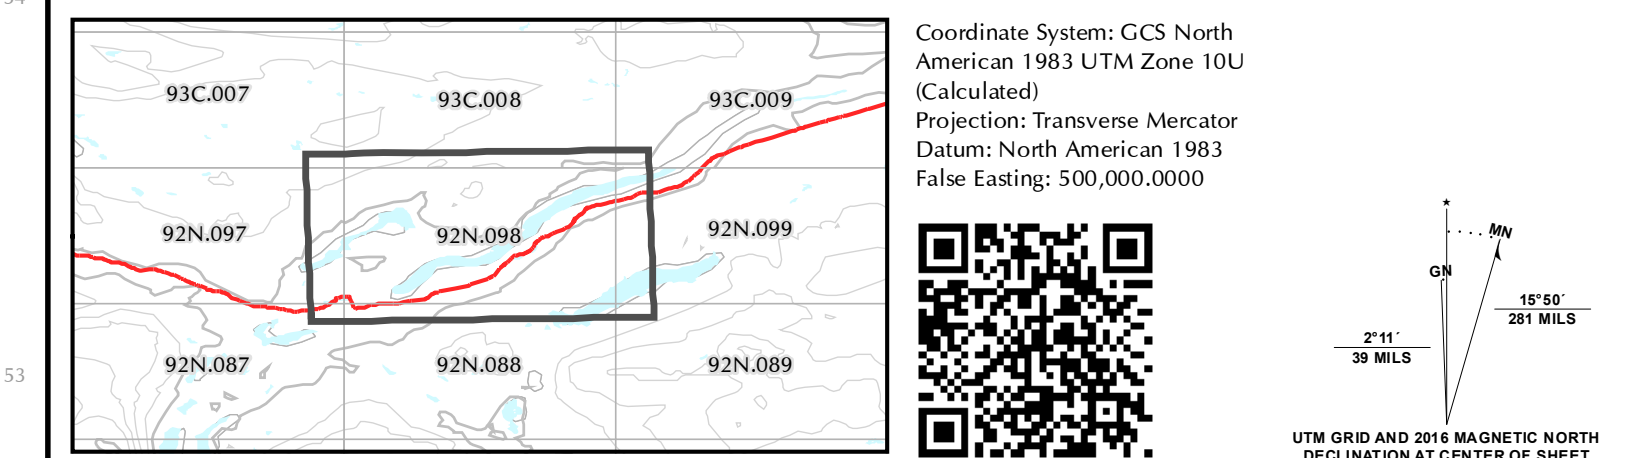 93C.007
93C.008
93C.009
92N.097
92N.098
92N.099
92N.087
92N.088
92N.089
53
Coordinate System: GCS North
American 1983 UTM Zone 10U
(Calculated)
Projection: Transverse Mercator
Datum: North American 1983
False Easting: 500,000.0000
MN
GN
15°50´
281 MILS
2°11´
39 MILS
UTM GRID AND 2016 MAGNETIC NORTH
DECLINATION AT CENTER OF SHEET